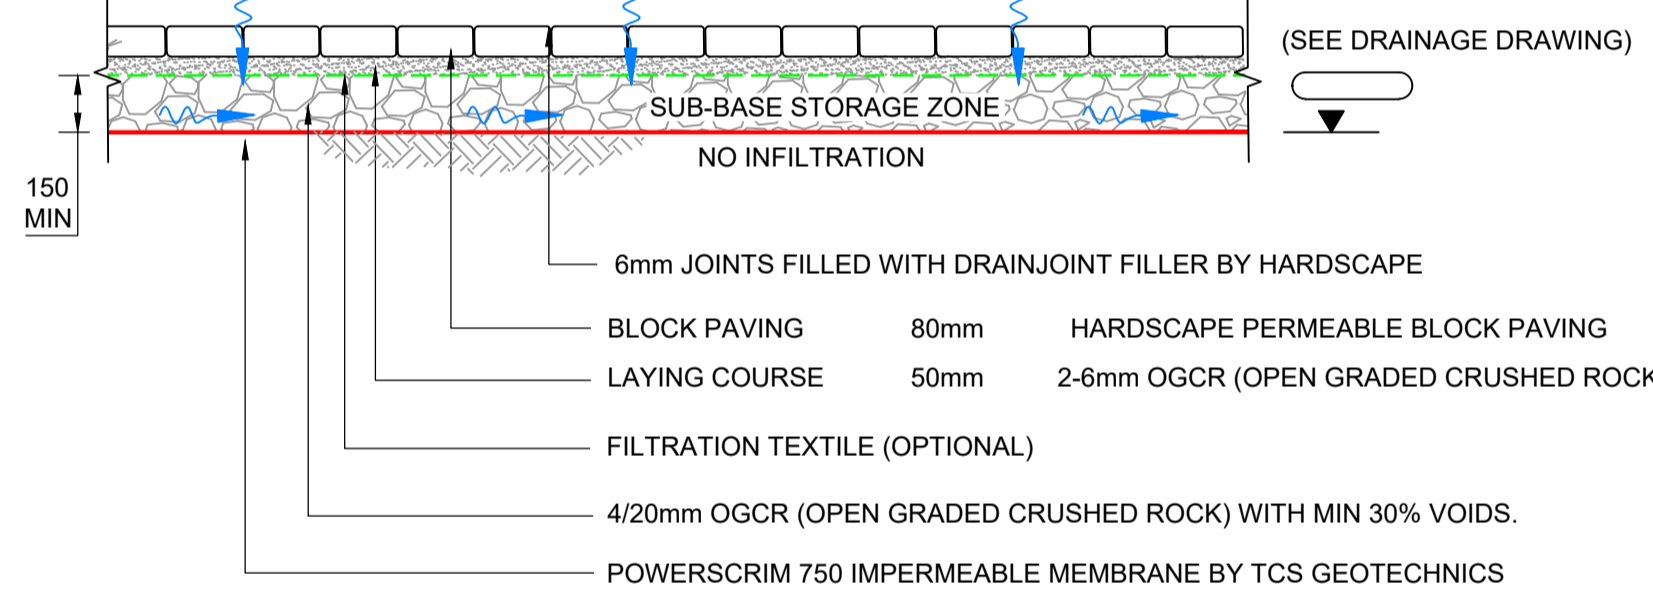 (SEE DRAINAGE DRAWING)
SUB-BASE STORAGE ZONE
NO INFILTRATION
150
MIN
6mm JOINTS FILLED WITH DRAINJOINT FILLER BY HARDSCAPE
BLOCK PAVING 80mm HARDSCAPE PERMEABLE BLOCK PAVING
LAYING COURSE 50mm 2-6mm OGCR (OPEN GRADED CRUSHED ROCK
FILTRATION TEXTILE (OPTIONAL)
4/20mm OGCR (OPEN GRADED CRUSHED ROCK) WITH MIN 30% VOIDS.
POWERSCRIM 750 IMPERMEABLE MEMBRANE BY TCS GEOTECHNICS